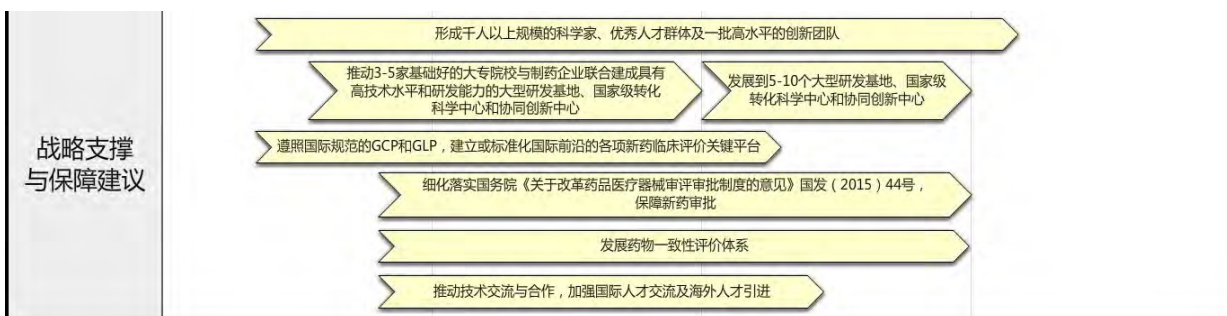 战略支撑
与保障建议
形成千人以上规模的科学家、优秀人才群体及一批高水平的创新团队
推动3-5家基础好的大专院校与制药企业联合建成具有
高技术水平和研发能力的大型研发基地、国家级转化
科学中心和协同创新中心
发展到5-10个大型研发基地、国家级
转化科学中心和协同创新中心
遵照国际规范的GCP和GLP，建立或标准化国际前沿的各项新药临床评价关键平台
细化落实国务院《关于改革药品医疗器械审评审批制度的意见》国发（2015）44号，
保障新药审批
发展药物一致性评价体系
推动技术交流与合作，加强国际人才交流及海外人才引进